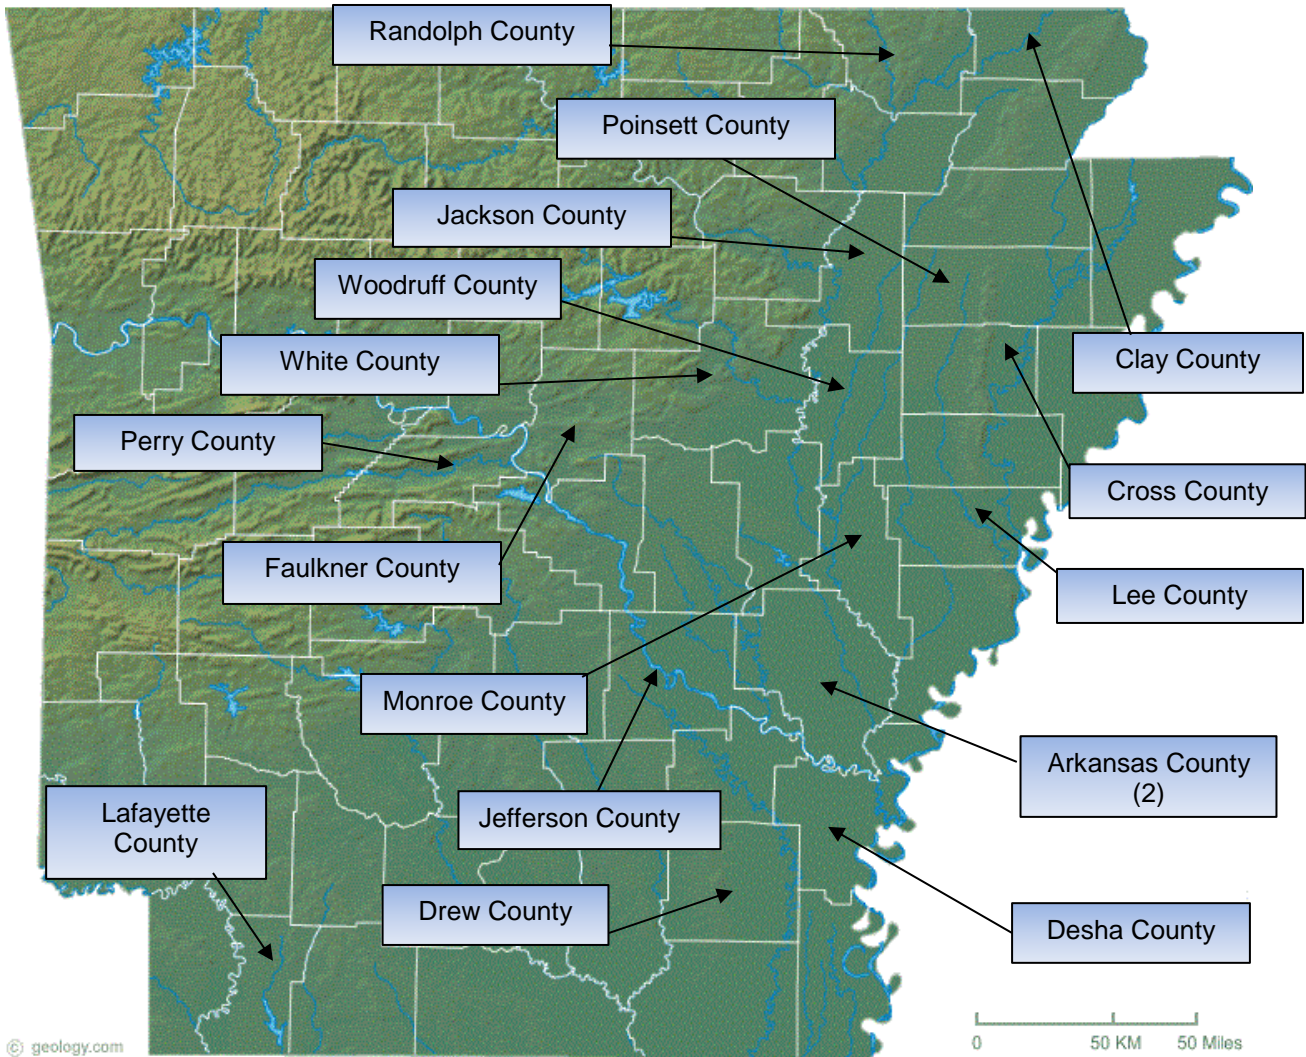 Randolph County
Poinsett County
Jackson County
Woodruff County
White County
Clay County
Perry County
Cross County
Faulkner County
Lee County
Monroe County
Arkansas County
(2)
Lafayette
County
Jefferson County
Drew County
Desha County
© geology.com
0 50 KM 50 Miles